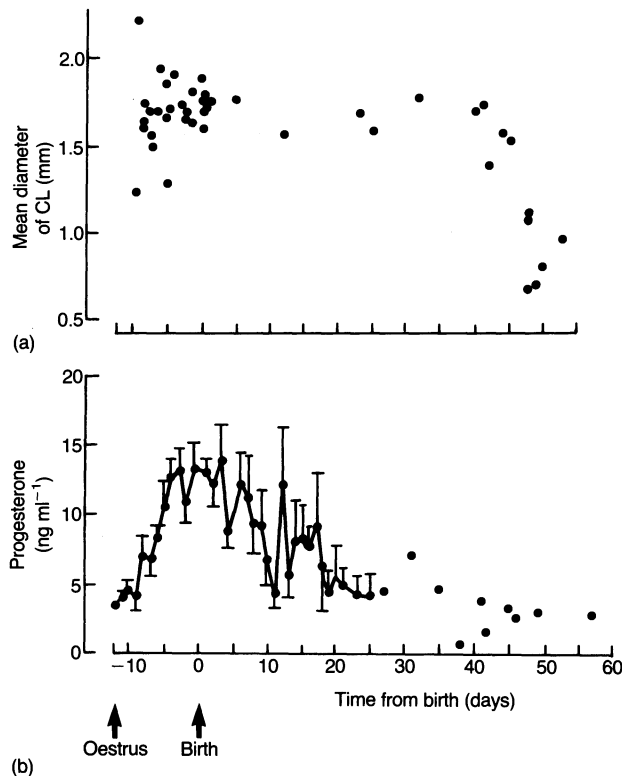 2.0
1.5
1.0
0.5
Mean diameter
of CL (mm)
(a)
20
15
10
5
0
Progesterone
(ng ml⁻¹)
−10 0 10 20 30 40 50 60
Time from birth (days)
Oestrus Birth
(b)